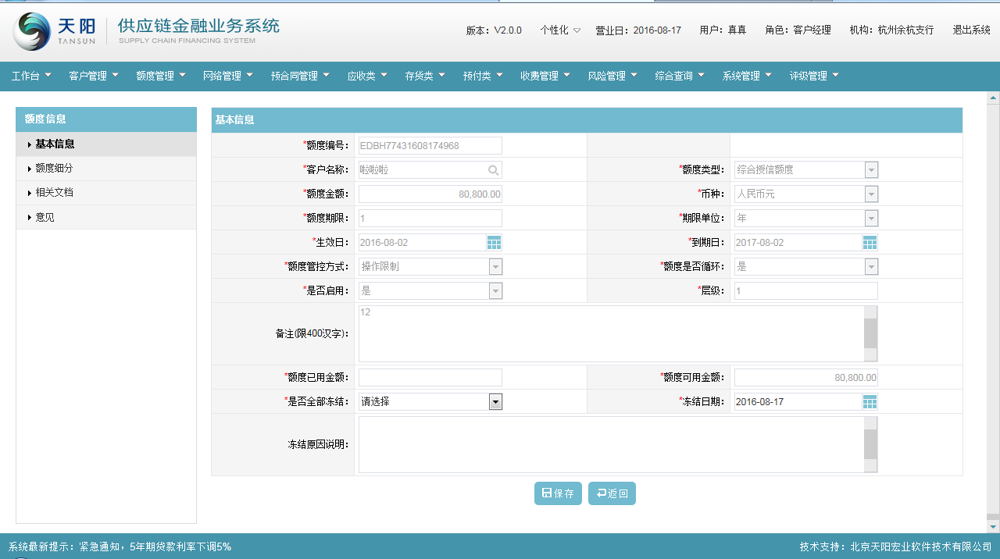 天阳 TANSUN 供应链金融业务系统 SUPPLY CHAIN FINANCING SYSTEM
版本：V2.0.0 个性化 营业日：2016-08-17 用户：真真 角色：客户经理 机构：杭州余杭支行 退出系统
工作台 客户管理 额度管理 网络管理 预合同管理 应收类 存货类 预付类 收费管理 风险管理 综合查询 系统管理 评级管理
额度信息
基本信息
额度细分
相关文档
意见
基本信息
*额度编号： EDBH77431608174968
*客户名称： 啦啦啦 *额度类型： 综合授信额度
*额度金额： 80,800.00 *币种： 人民币元
*额度期限： 1 *期限单位： 年
*生效日： 2016-08-02 *到期日： 2017-08-02
*额度管控方式： 操作限制 *额度是否循环： 是
*是否启用： 是 *层级： 1
备注(限400汉字)： 12
*额度已用金额： *额度可用金额： 80,800.00
*是否全部冻结： 请选择 *冻结日期： 2016-08-17
冻结原因说明：
保存 返回
系统最新提示：紧急通知，5年期贷款利率下调5% 技术支持：北京天阳宏业软件技术有限公司